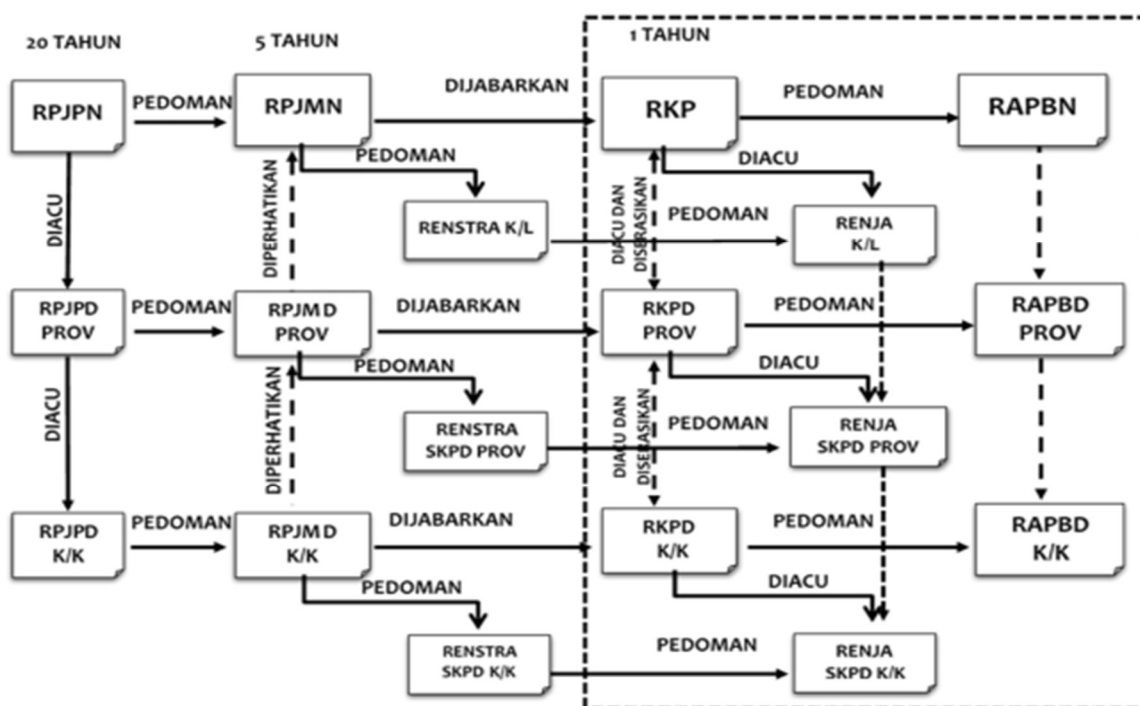 20 TAHUN
5 TAHUN
1 TAHUN
RPJPN
PEDOMAN
RPJMN
DIJABARKAN
RKP
PEDOMAN
RAPBN
PEDOMAN
DIACU
DIACU
DIPERHATIKAN
RENSTRA K/L
DIACU DAN
DISERASIKAN
PEDOMAN
RENJA
K/L
RPJPD
PROV
PEDOMAN
RPJMD
PROV
DIJABARKAN
RKPD
PROV
PEDOMAN
RAPBD
PROV
PEDOMAN
DIACU
DIACU
DIPERHATIKAN
RENSTRA
SKPD PROV
DIACU DAN
DISERASIKAN
PEDOMAN
RENJA
SKPD PROV
RPJPD
K/K
PEDOMAN
RPJMD
K/K
DIJABARKAN
RKPD
K/K
PEDOMAN
RAPBD
K/K
PEDOMAN
DIACU
RENSTRA
SKPD K/K
PEDOMAN
RENJA
SKPD K/K